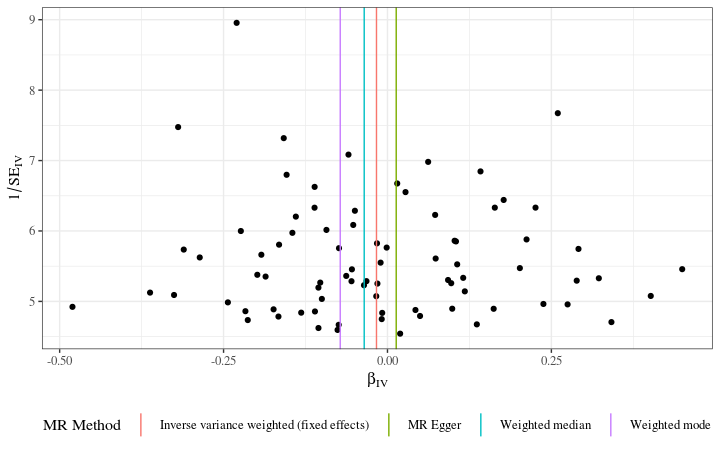 1/SE_IV
9
8
7
6
5
-0.50
-0.25
0.00
0.25
β_IV
MR Method
Inverse variance weighted (fixed effects)
MR Egger
Weighted median
Weighted mode